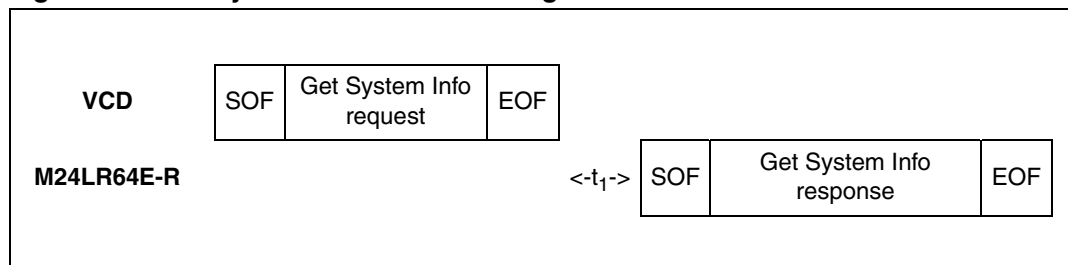 VCD
SOF
Get System Info
request
EOF
M24LR64E-R
<-t1->
SOF
Get System Info
response
EOF